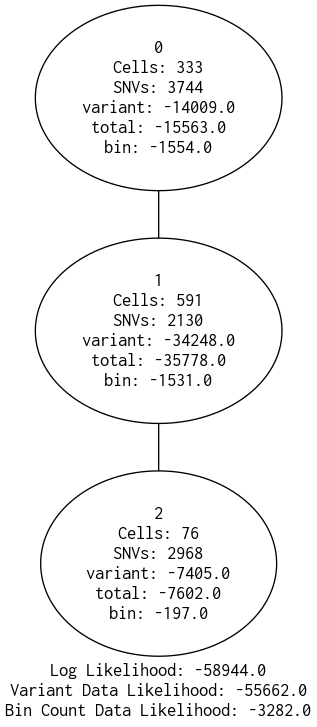 0
Cells: 333
SNVs: 3744
variant: -14009.0
total: -15563.0
bin: -1554.0
1
Cells: 591
SNVs: 2130
variant: -34248.0
total: -35778.0
bin: -1531.0
2
Cells: 76
SNVs: 2968
variant: -7405.0
total: -7602.0
bin: -197.0
Log Likelihood: -58944.0
Variant Data Likelihood: -55662.0
Bin Count Data Likelihood: -3282.0